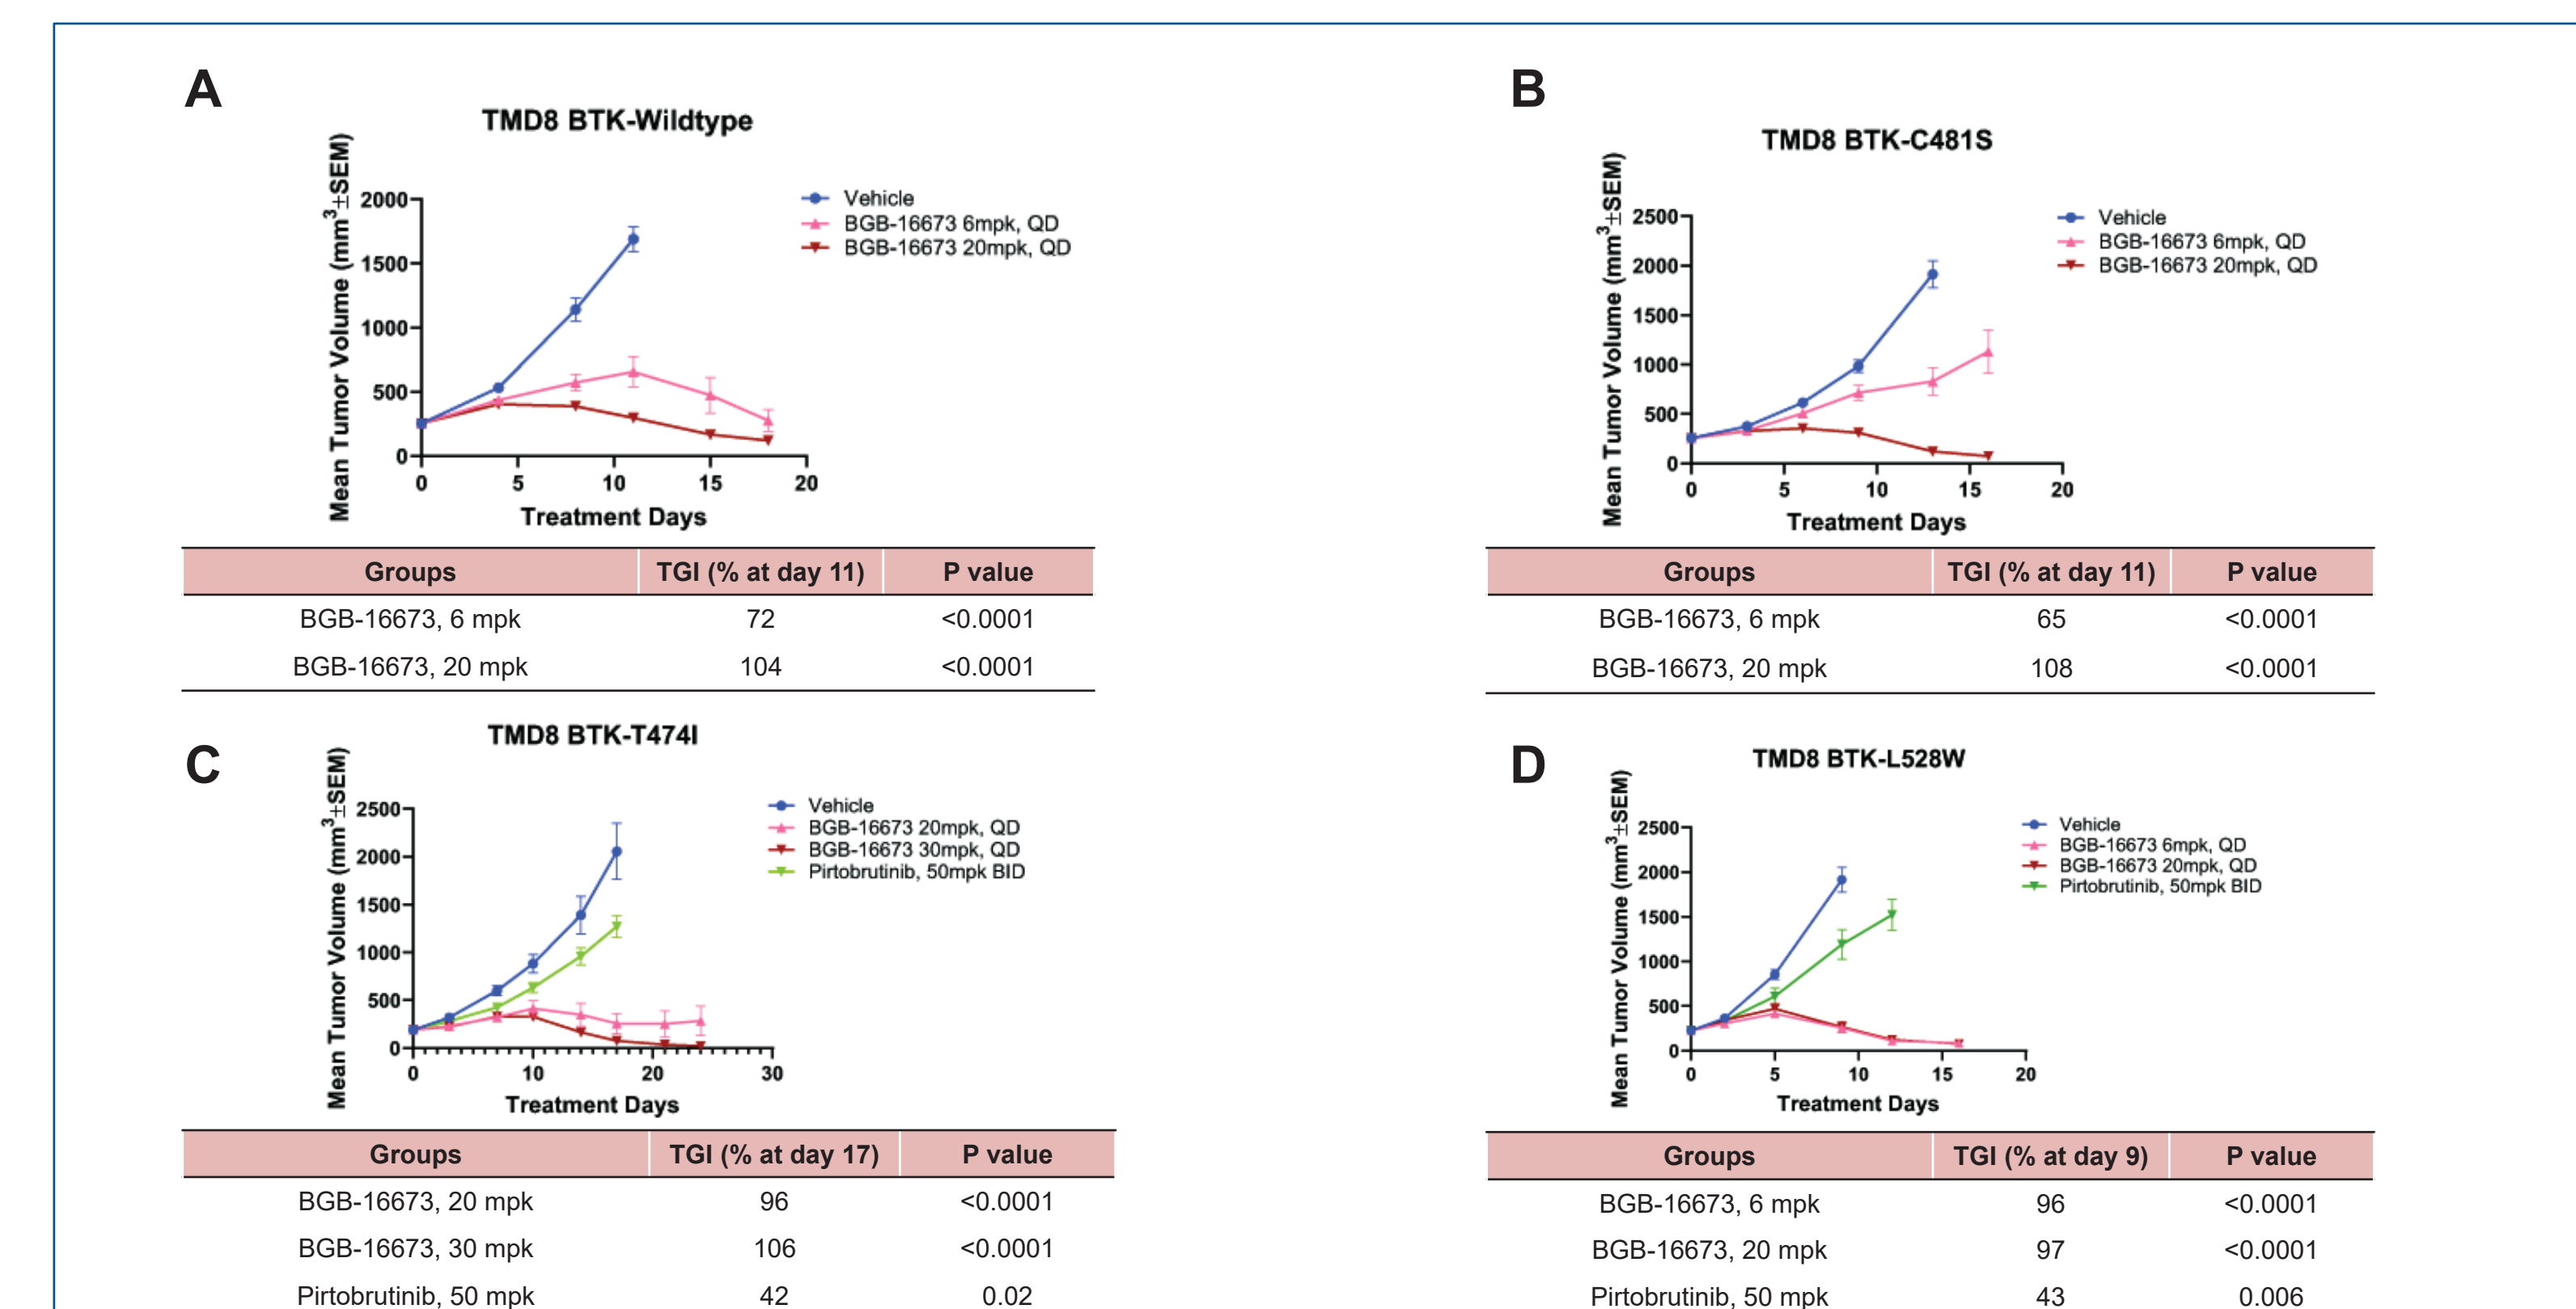 A
TMD8 BTK-Wildtype
Mean Tumor Volume (mm³±SEM)
2000
1500
1000
500
0
0 5 10 15 20
Treatment Days
Vehicle
BGB-16673 6mpk, QD
BGB-16673 20mpk, QD
Groups TGI (% at day 11) P value
BGB-16673, 6 mpk 72 <0.0001
BGB-16673, 20 mpk 104 <0.0001
B
TMD8 BTK-C481S
Mean Tumor Volume (mm³±SEM)
2500
2000
1500
1000
500
0
0 5 10 15 20
Treatment Days
Vehicle
BGB-16673 6mpk, QD
BGB-16673 20mpk, QD
Groups TGI (% at day 11) P value
BGB-16673, 6 mpk 65 <0.0001
BGB-16673, 20 mpk 108 <0.0001
C
TMD8 BTK-T474I
Mean Tumor Volume (mm³±SEM)
2500
2000
1500
1000
500
0
0 10 20 30
Treatment Days
Vehicle
BGB-16673 20mpk, QD
BGB-16673 30mpk, QD
Pirtobrutinib, 50mpk BID
Groups TGI (% at day 17) P value
BGB-16673, 20 mpk 96 <0.0001
BGB-16673, 30 mpk 106 <0.0001
Pirtobrutinib, 50 mpk 42 0.02
D
TMD8 BTK-L528W
Mean Tumor Volume (mm³±SEM)
2500
2000
1500
1000
500
0
0 5 10 15 20
Treatment Days
Vehicle
BGB-16673 6mpk, QD
BGB-16673 20mpk, QD
Pirtobrutinib, 50mpk BID
Groups TGI (% at day 9) P value
BGB-16673, 6 mpk 96 <0.0001
BGB-16673, 20 mpk 97 <0.0001
Pirtobrutinib, 50 mpk 43 0.006